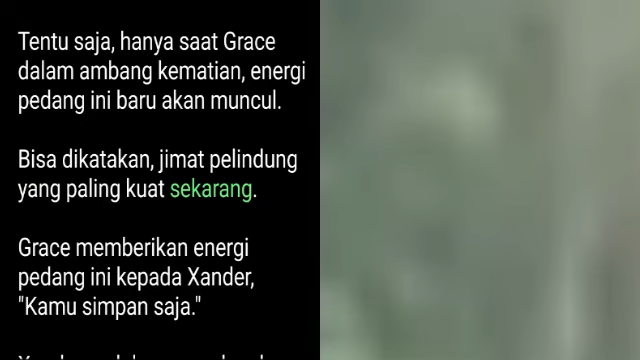 Tentu saja, hanya saat Grace
dalam ambang kematian, energi
pedang ini baru akan muncul.
Bisa dikatakan, jimat pelindung
yang paling kuat sekarang.
Grace memberikan energi
pedang ini kepada Xander,
"Kamu simpan saja."